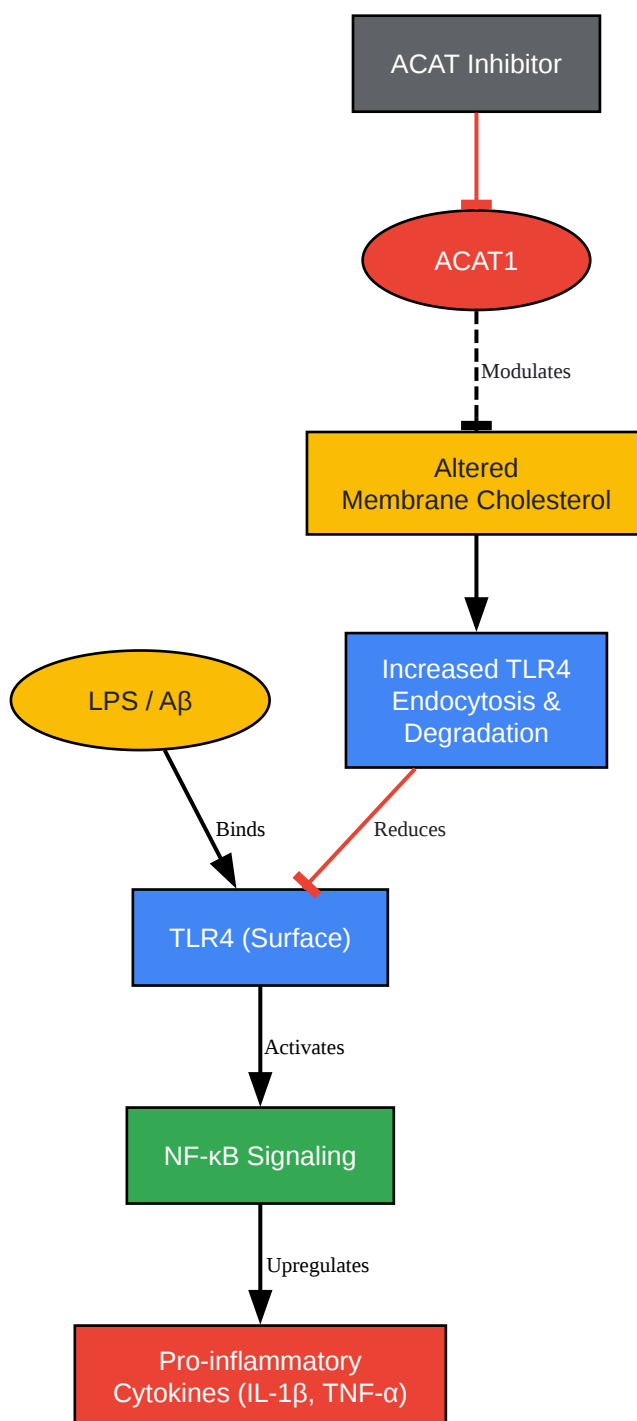 ACAT Inhibitor
ACAT1
Modulates
Altered
Membrane Cholesterol
Increased TLR4
Endocytosis &
Degradation
LPS / Aβ
Binds
Reduces
TLR4 (Surface)
Activates
NF-κB Signaling
Upregulates
Pro-inflammatory
Cytokines (IL-1β, TNF-α)